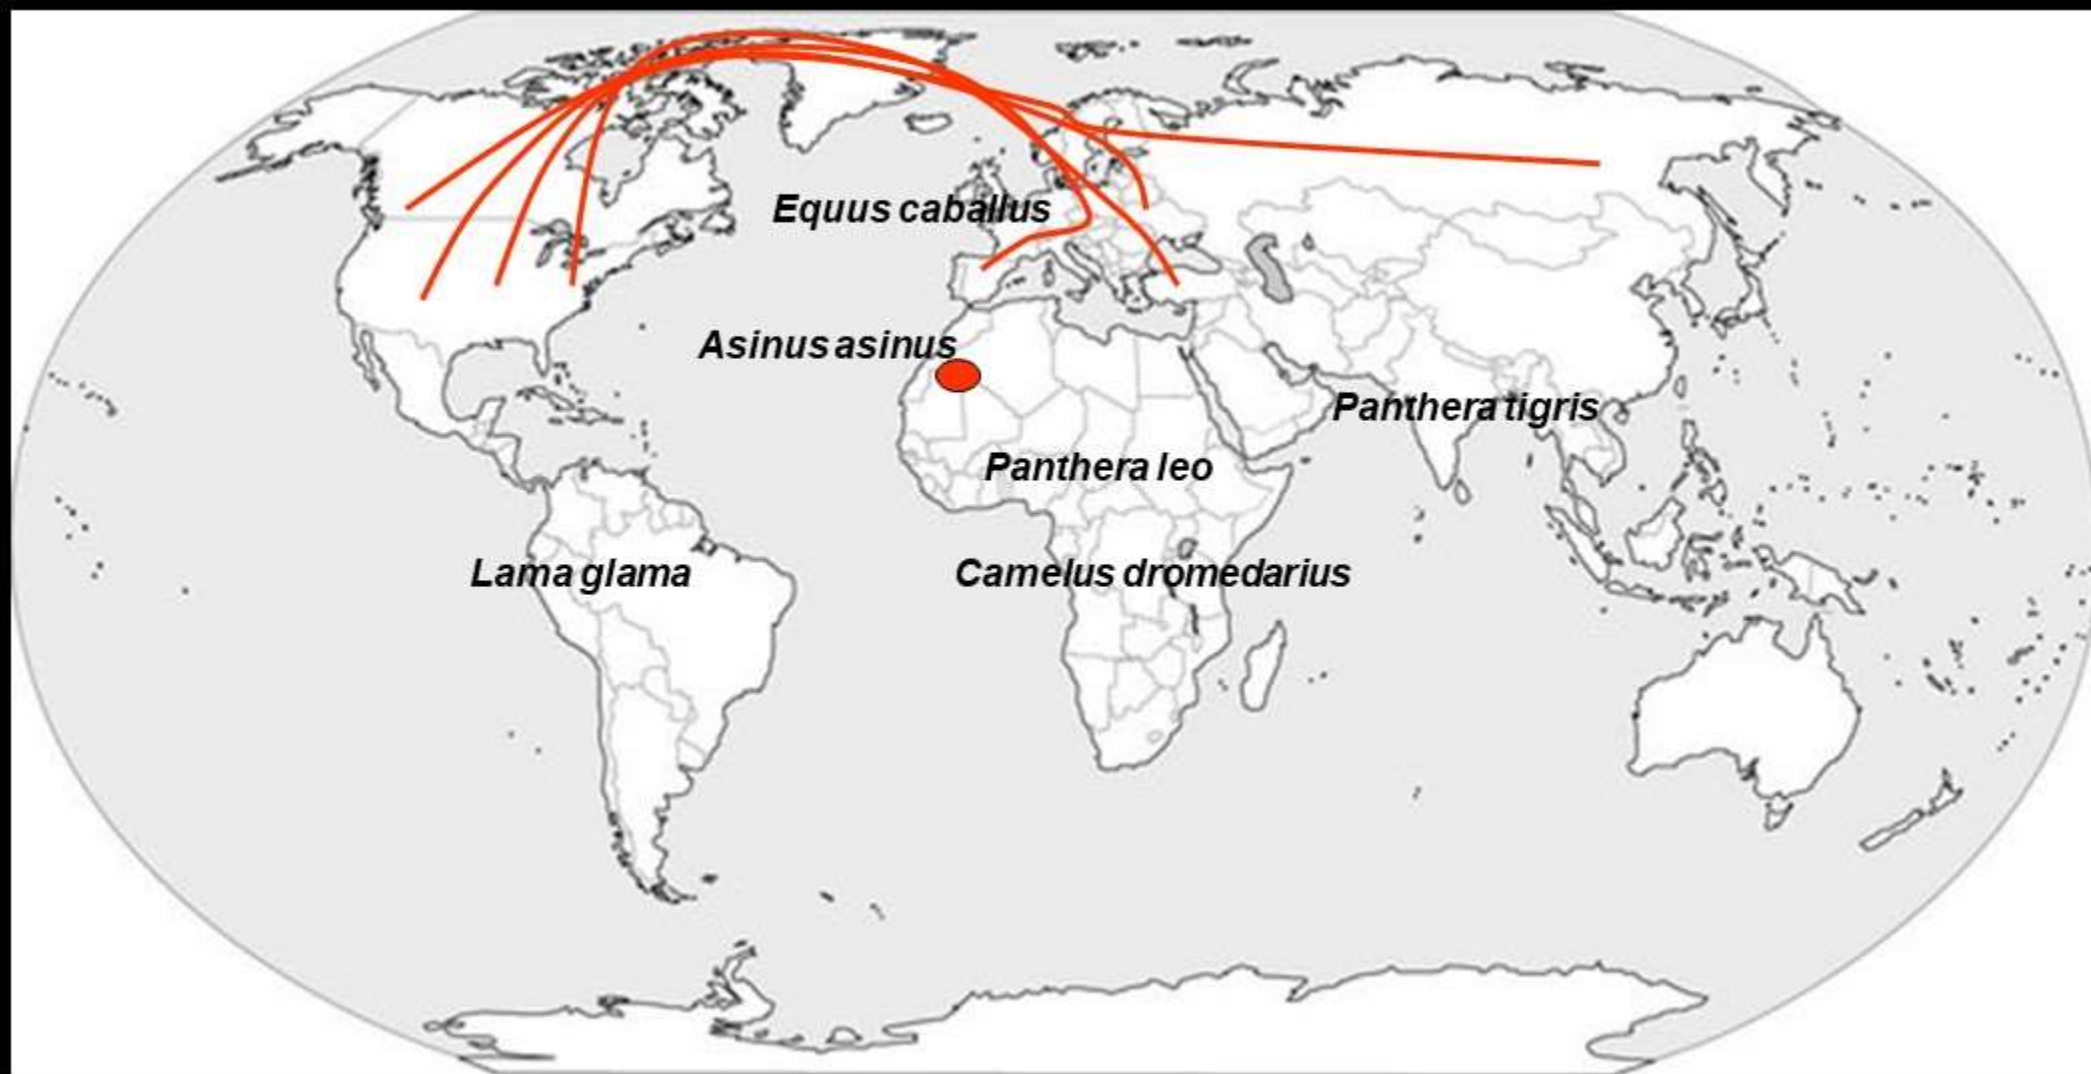 Equus caballus
Asinus asinus
Panthera tigris
Panthera leo
Lama glama
Camelus dromedarius